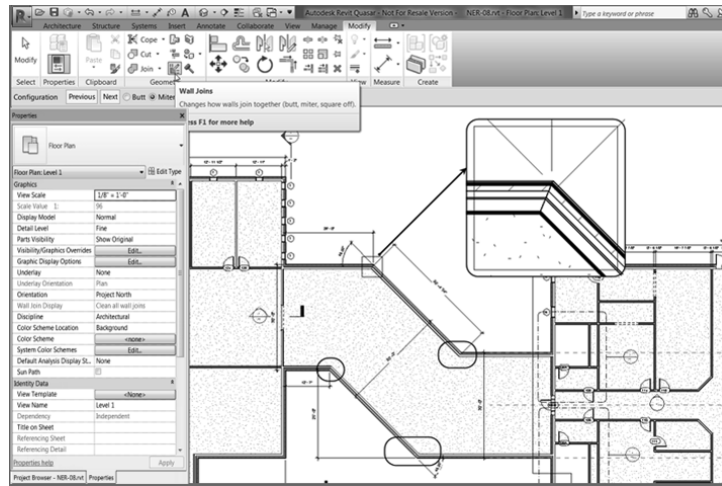 Autodesk Revit Quasar - Not For Resale Version - NER-08.rvt - Floor Plan: Level 1
Type a keyword or phrase
Architecture Structure Systems Insert Annotate Collaborate View Manage Modify
Modify
Paste
Cope
Cut
Join
Select Properties Clipboard Measure Create
Configuration Previous Next Butt Miter
Wall Joins
Changes how walls join together (butt, miter, square off).
ss F1 for more help
Properties
Floor Plan
Floor Plan: Level 1 Edit Type
Graphics
View Scale 1/8" = 1'-0"
Scale Value 1: 96
Display Model Normal
Detail Level Fine
Parts Visibility Show Original
Visibility/Graphics Overrides Edit...
Graphic Display Options Edit...
Underlay None
Underlay Orientation Plan
Orientation Project North
Wall Join Display Clean all wall joins
Discipline Architectural
Color Scheme Location Background
Color Scheme <none>
System Color Schemes Edit...
Default Analysis Display St... None
Sun Path
Identity Data
View Template <None>
View Name Level 1
Dependency Independent
Title on Sheet
Referencing Sheet
Referencing Detail
Properties help Apply
Project Browser - NER-08.rvt Properties